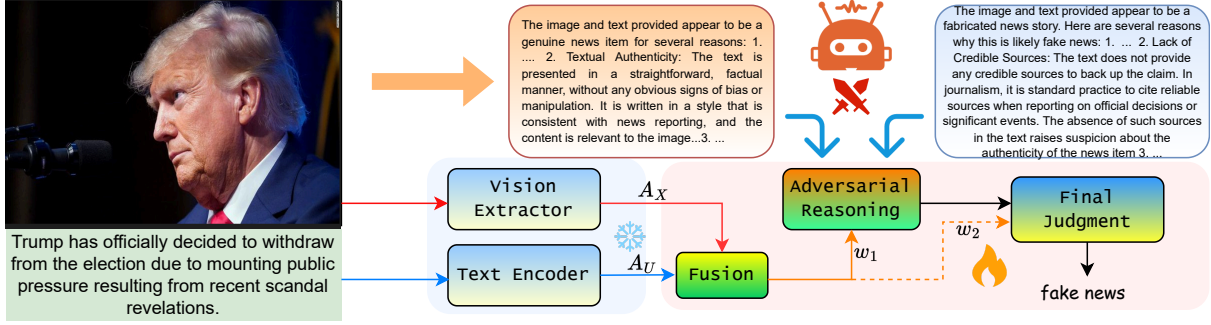 The image and text provided appear to be a
genuine news item for several reasons: 1.
.... 2. Textual Authenticity: The text is
presented in a straightforward, factual
manner, without any obvious signs of bias or
manipulation. It is written in a style that is
consistent with news reporting, and the
content is relevant to the image...3. ...
The image and text provided appear to be a
fabricated news story. Here are several reasons
why this is likely fake news: 1. ... 2. Lack of
Credible Sources: The text does not provide
any credible sources to back up the claim. In
journalism, it is standard practice to cite reliable
sources when reporting on official decisions or
significant events. The absence of such sources
in the text raises suspicion about the
authenticity of the news item 3. ...
Trump has officially decided to withdraw
from the election due to mounting public
pressure resulting from recent scandal
revelations.
Vision
Extractor
A_X
Text Encoder
A_U
Fusion
w_1
Adversarial
Reasoning
w_2
Final
Judgment
fake news